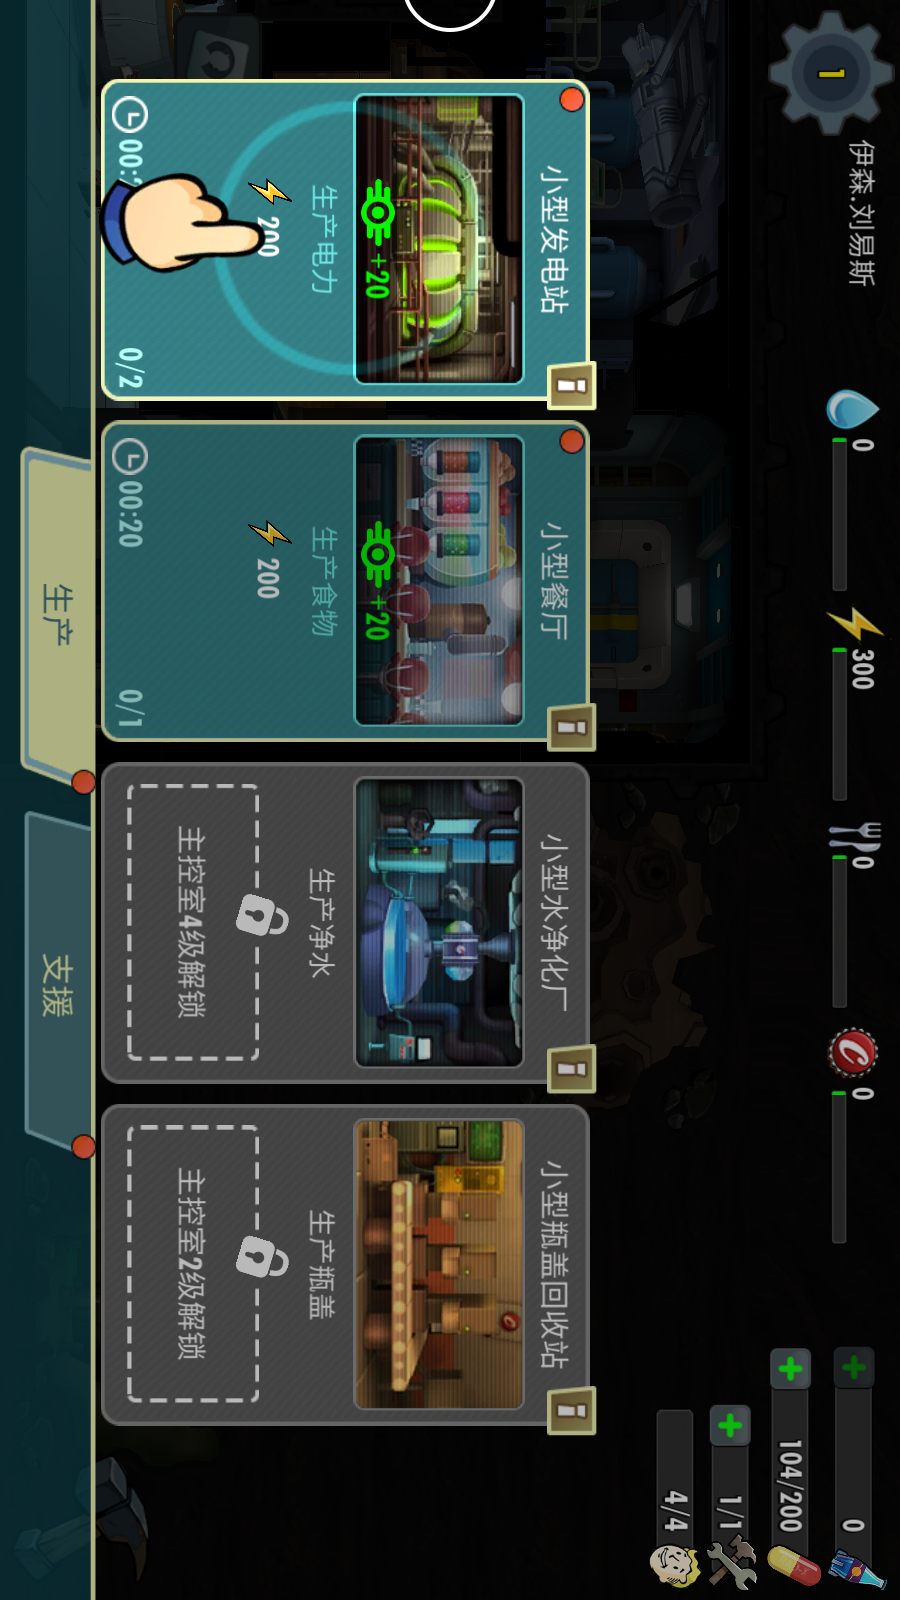 1
伊森.刘易斯
0
300
0
0
0
104/200
1/1
4/4
小型发电站
+20
生产电力
200
0/2
小型餐厅
+20
生产食物
200
00:20
0/1
小型水净化厂
生产净水
主控室4级解锁
小型瓶盖回收站
生产瓶盖
主控室2级解锁
生产
支援